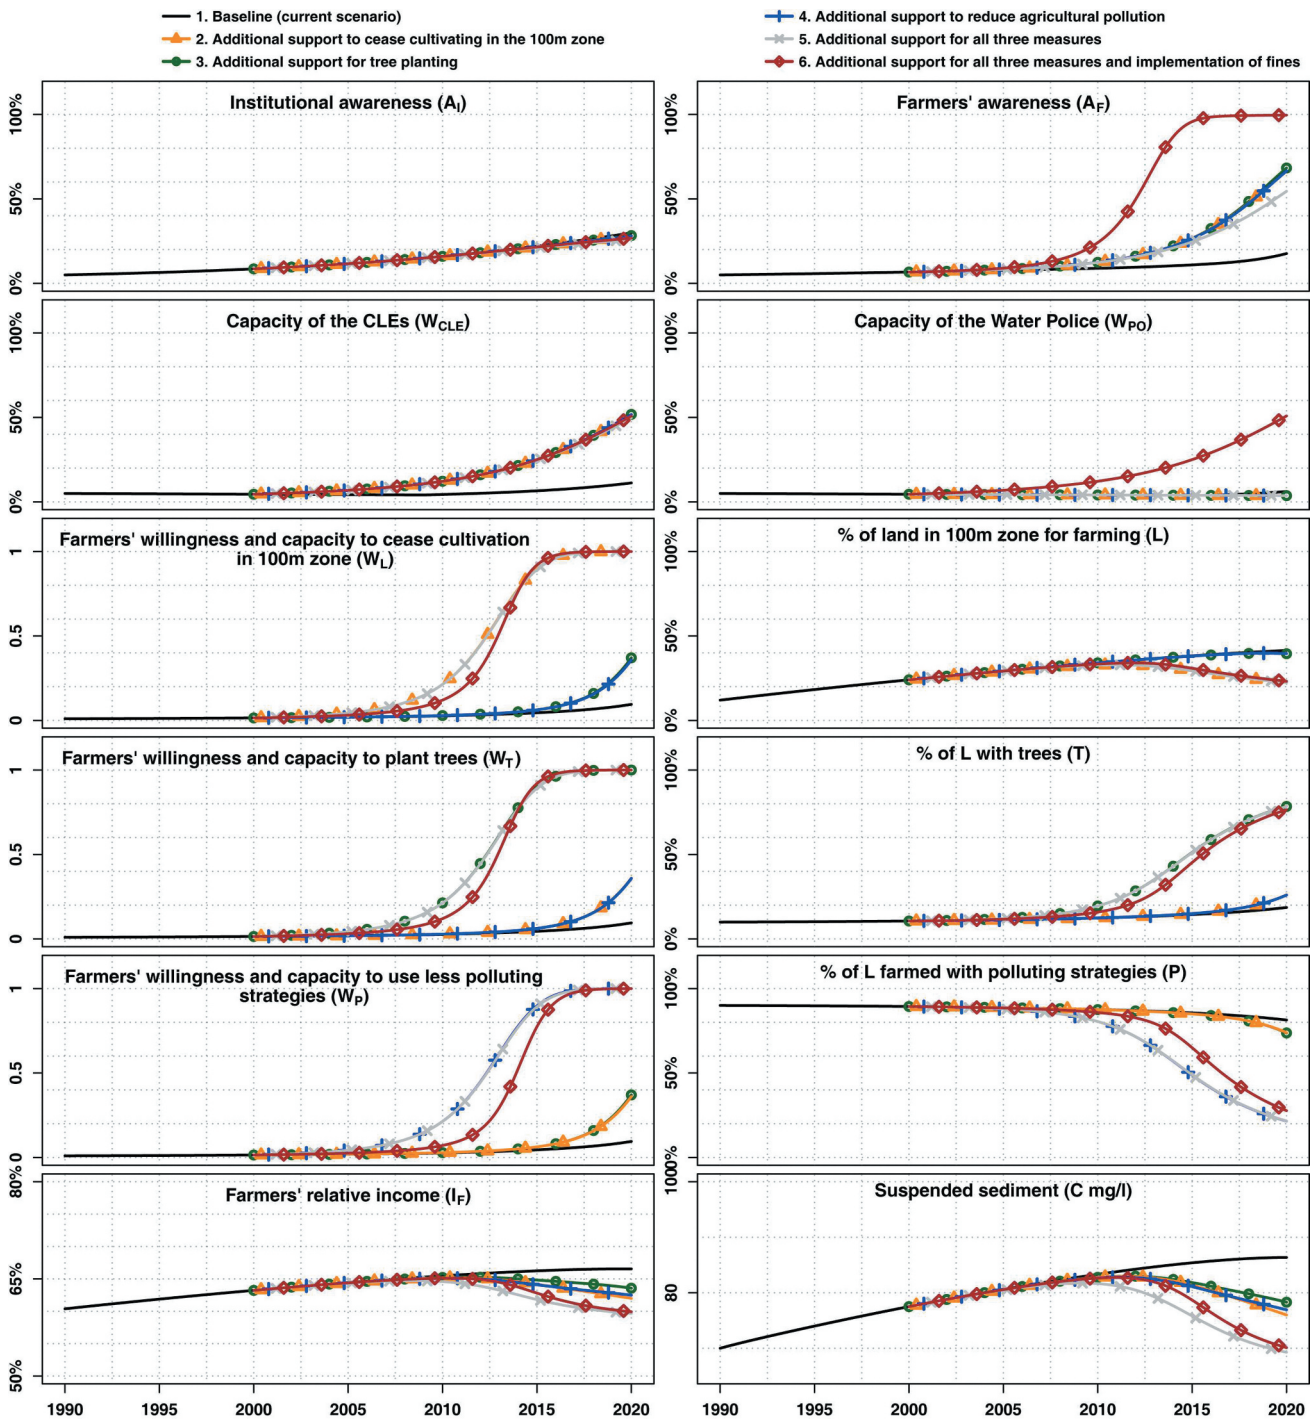 1. Baseline (current scenario)
2. Additional support to cease cultivating in the 100m zone
3. Additional support for tree planting
4. Additional support to reduce agricultural pollution
5. Additional support for all three measures
6. Additional support for all three measures and implementation of fines
Institutional awareness (A_I)
100%
50%
0%
Farmers' awareness (A_F)
100%
50%
0%
Capacity of the CLEs (W_CLE)
100%
50%
0%
Capacity of the Water Police (W_PO)
100%
50%
0%
Farmers' willingness and capacity to cease cultivation
in 100m zone (W_L)
1
0.5
0
% of land in 100m zone for farming (L)
100%
50%
0%
Farmers' willingness and capacity to plant trees (W_T)
1
0.5
0
% of L with trees (T)
100%
50%
0%
Farmers' willingness and capacity to use less polluting
strategies (W_P)
1
0.5
0
% of L farmed with polluting strategies (P)
100%
50%
0%
Farmers' relative income (I_F)
80%
65%
50%
Suspended sediment (C mg/l)
1000
80
1990 1995 2000 2005 2010 2015 2020
1990 1995 2000 2005 2010 2015 2020